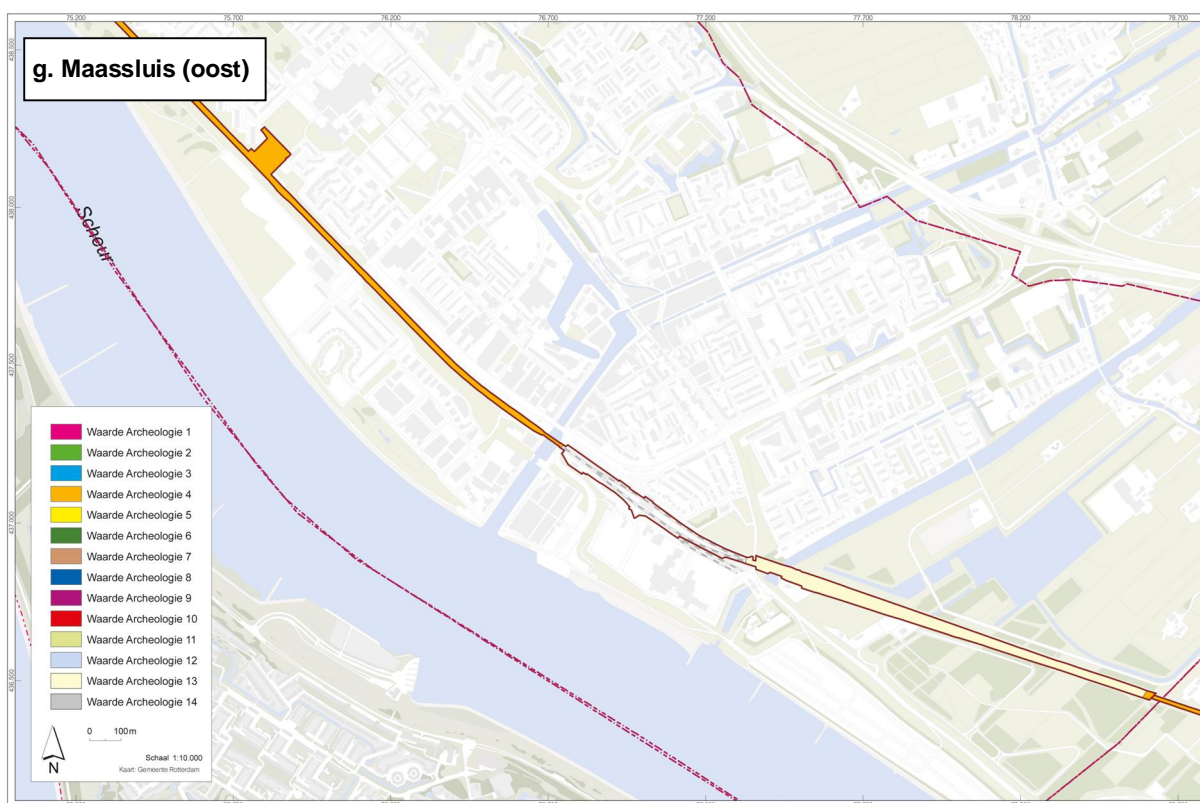 75.200 75.700 76.200 76.700 77.200 77.700 78.200 78.700
438.500
g. Maassluis (oost)
438.000
Scheur
437.500
437.000
436.500
Waarde Archeologie 1
Waarde Archeologie 2
Waarde Archeologie 3
Waarde Archeologie 4
Waarde Archeologie 5
Waarde Archeologie 6
Waarde Archeologie 7
Waarde Archeologie 8
Waarde Archeologie 9
Waarde Archeologie 10
Waarde Archeologie 11
Waarde Archeologie 12
Waarde Archeologie 13
Waarde Archeologie 14
0 100 m
N
Schaal 1:10.000
Kaart: Gemeente Rotterdam